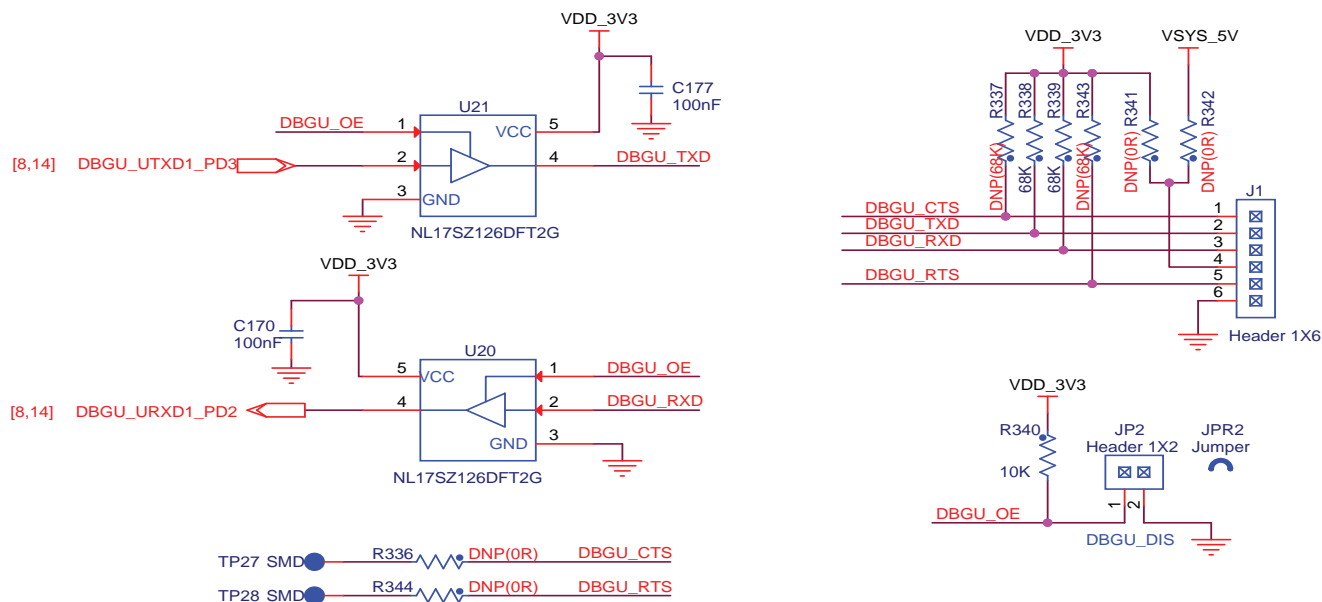 VDD_3V3
C177
100nF
U21
DBGU_OE
1
VCC
5
[8,14]
DBGU_UTXD1_PD3
2
4
DBGU_TXD
3
GND
NL17SZ126DFT2G
VDD_3V3
C170
100nF
U20
5
VCC
1
DBGU_OE
[8,14]
DBGU_URXD1_PD2
4
2
DBGU_RXD
GND
3
NL17SZ126DFT2G
TP27 SMD
R336
DNP(0R)
DBGU_CTS
TP28 SMD
R344
DNP(0R)
DBGU_RTS
VDD_3V3
VSYS_5V
R337
DNP(68K)
R338
68K
R339
68K
R343
DNP(68K)
R341
DNP(0R)
R342
DNP(0R)
J1
DBGU_CTS
1
DBGU_TXD
2
DBGU_RXD
3
4
DBGU_RTS
5
6
Header 1X6
VDD_3V3
R340
10K
JP2
Header 1X2
JPR2
Jumper
1
2
DBGU_OE
DBGU_DIS